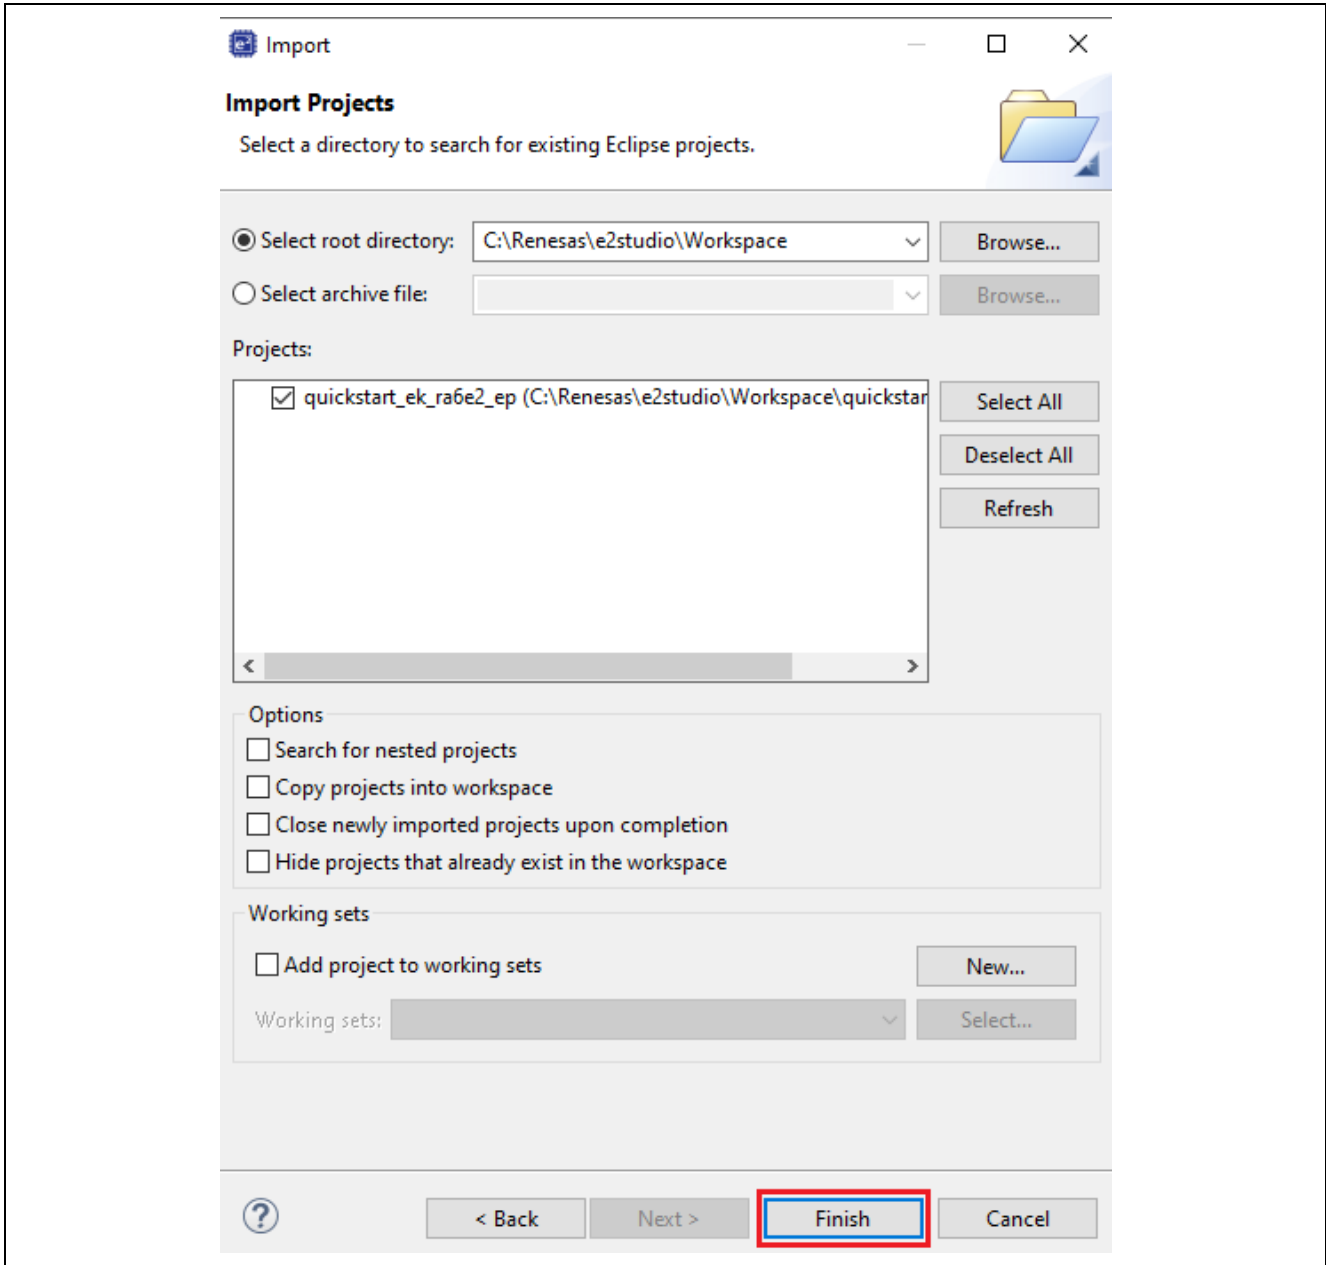 Import
Import Projects
Select a directory to search for existing Eclipse projects.
Select root directory: C:\Renesas\e2studio\Workspace Browse...
Select archive file: Browse...
Projects:
quickstart_ek_ra6e2_ep (C:\Renesas\e2studio\Workspace\quickstar
Select All
Deselect All
Refresh
Options
Search for nested projects
Copy projects into workspace
Close newly imported projects upon completion
Hide projects that already exist in the workspace
Working sets
Add project to working sets New...
Working sets: Select...
? < Back Next > Finish Cancel